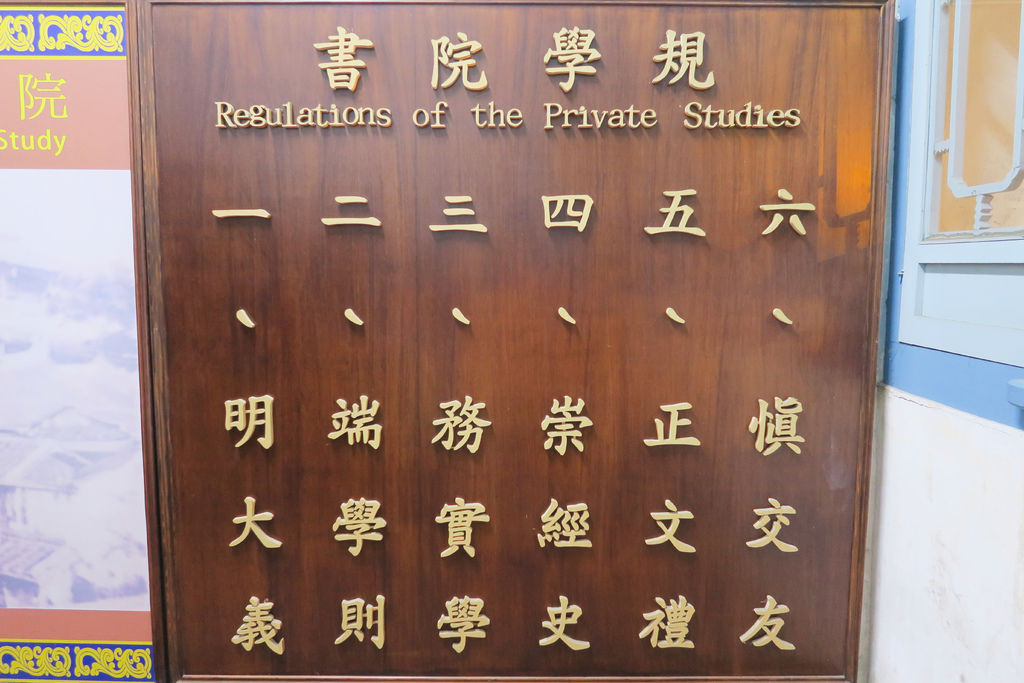 院
Study
書院學規
Regulations of the Private Studies
一、明大義
二、端學則
三、務實學
四、崇經史
五、正文禮
六、慎交友